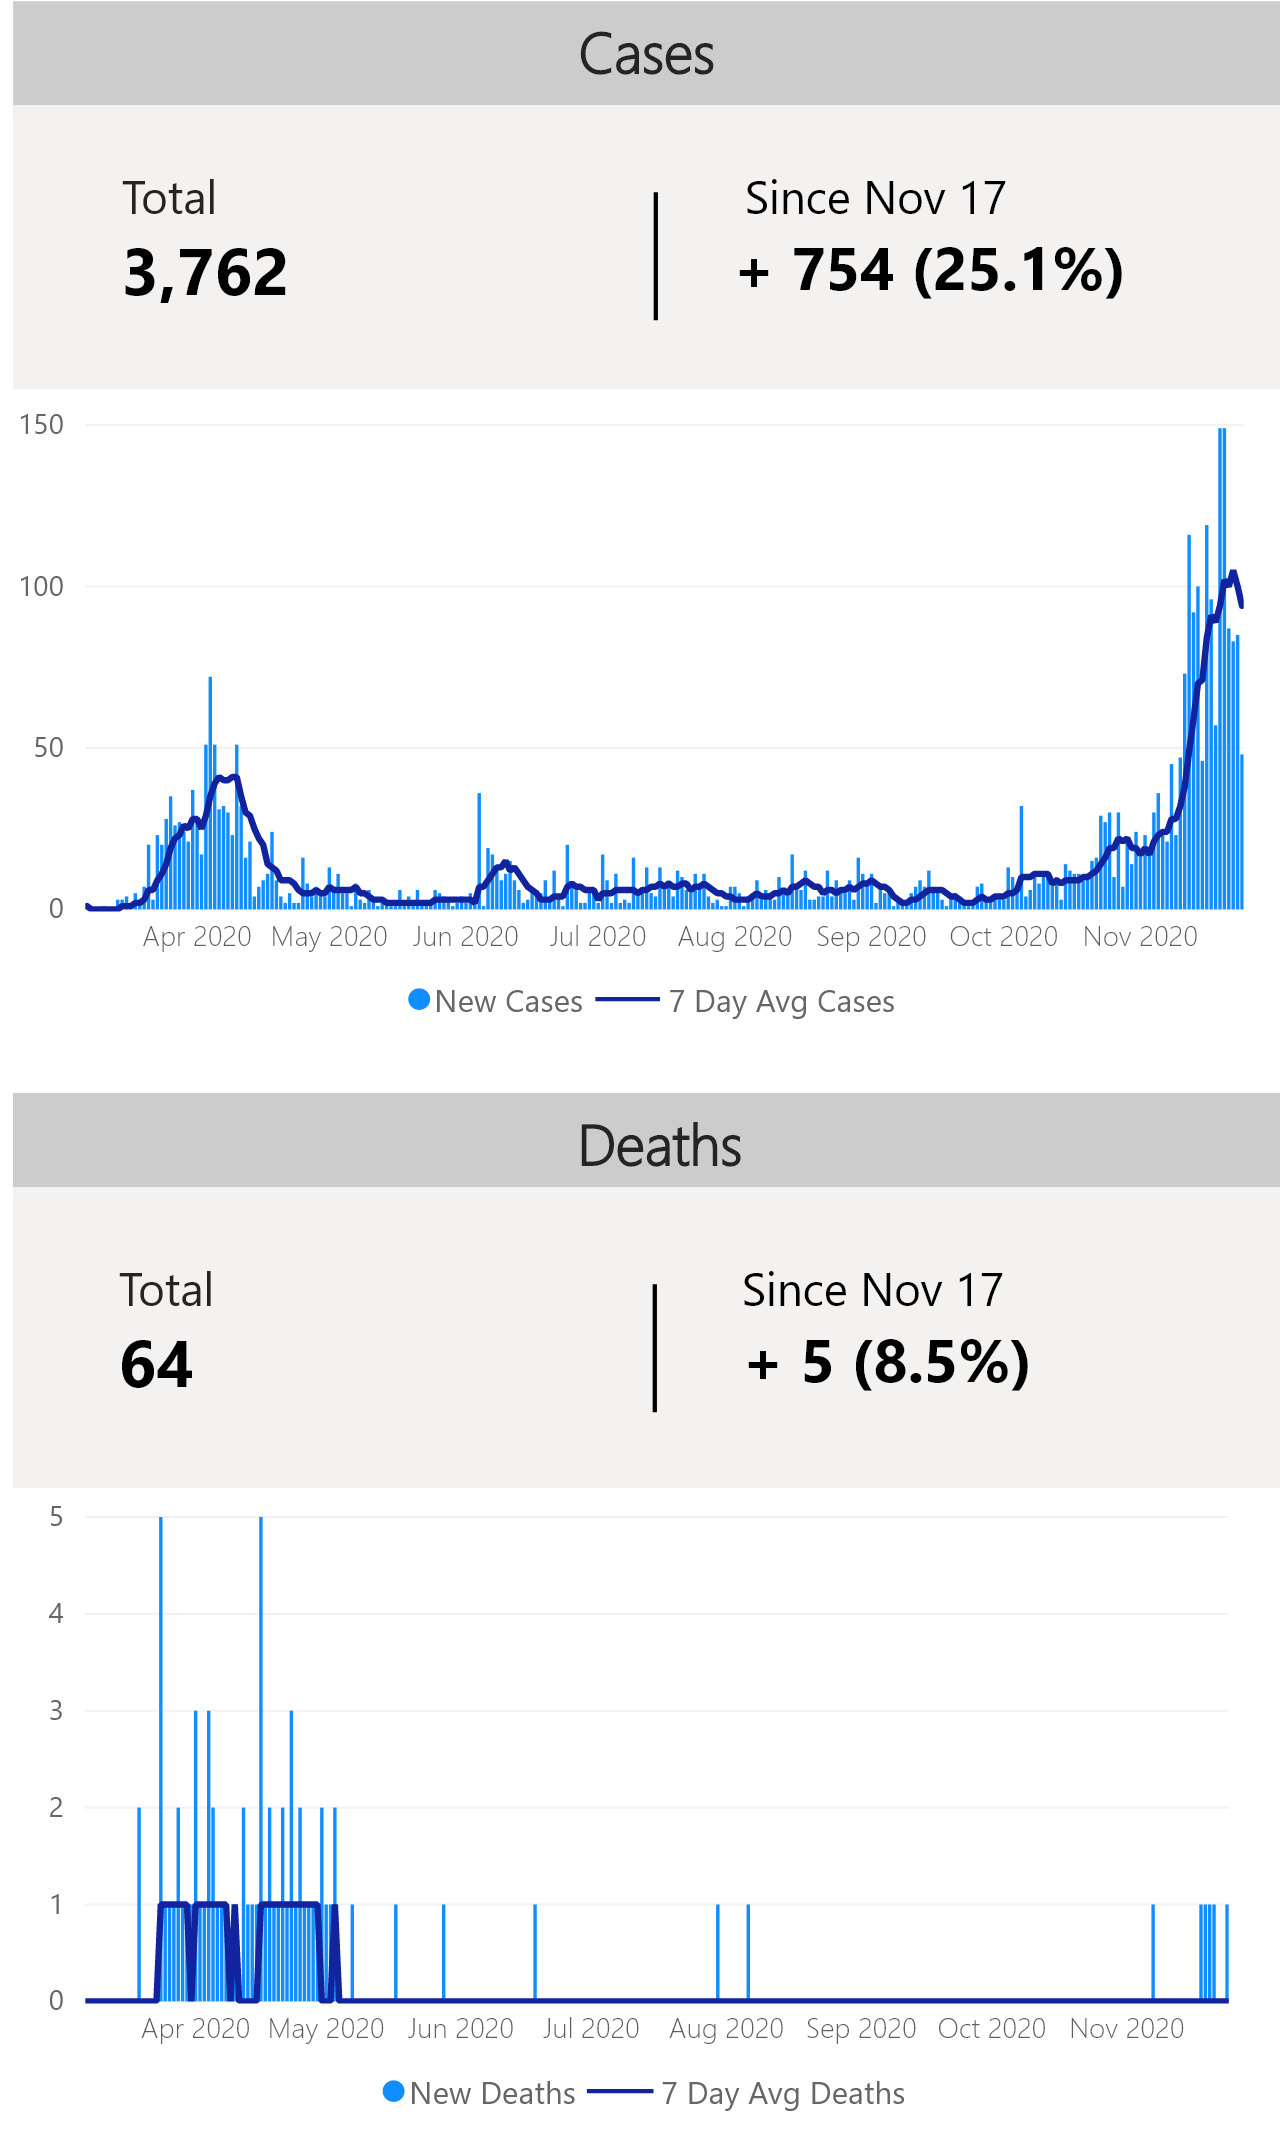 Cases
Total
Since Nov 17
3,762
+ 754 (25.1%)
150
100
50
0
Apr 2020 May 2020 Jun 2020 Jul 2020 Aug 2020 Sep 2020 Oct 2020 Nov 2020
New Cases 7 Day Avg Cases
Deaths
Total
Since Nov 17
64
+ 5 (8.5%)
5
4
3
2
1
0
Apr 2020 May 2020 Jun 2020 Jul 2020 Aug 2020 Sep 2020 Oct 2020 Nov 2020
New Deaths 7 Day Avg Deaths